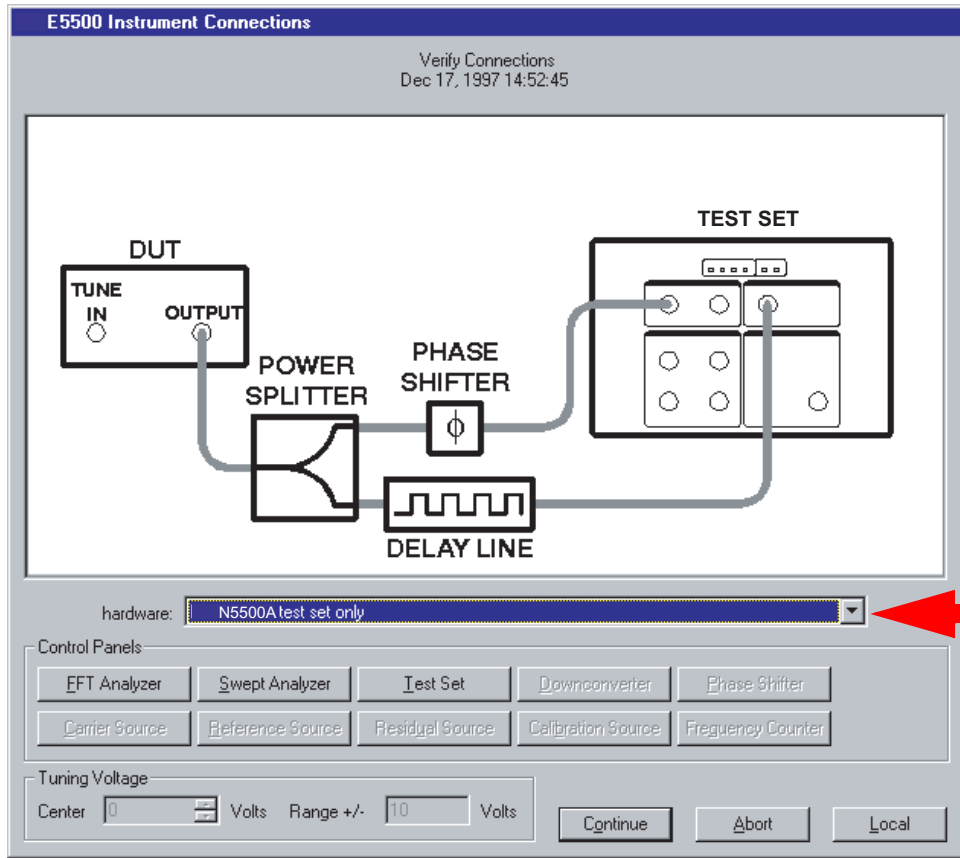 E5500 Instrument Connections
Verify Connections
Dec 17, 1997 14:52:45
TEST SET
DUT
TUNE
IN
OUTPUT
POWER
SPLITTER
PHASE
SHIFTER
ϕ
DELAY LINE
hardware:
N5500A test set only
Control Panels
FFT Analyzer
Swept Analyzer
Test Set
Downconverter
Phase Shifter
Carrier Source
Reference Source
Residual Source
Calibration Source
Freguency Counter
Tuning Voltage
Center 0 Volts Range +/- 10 Volts
Continue
Abort
Local